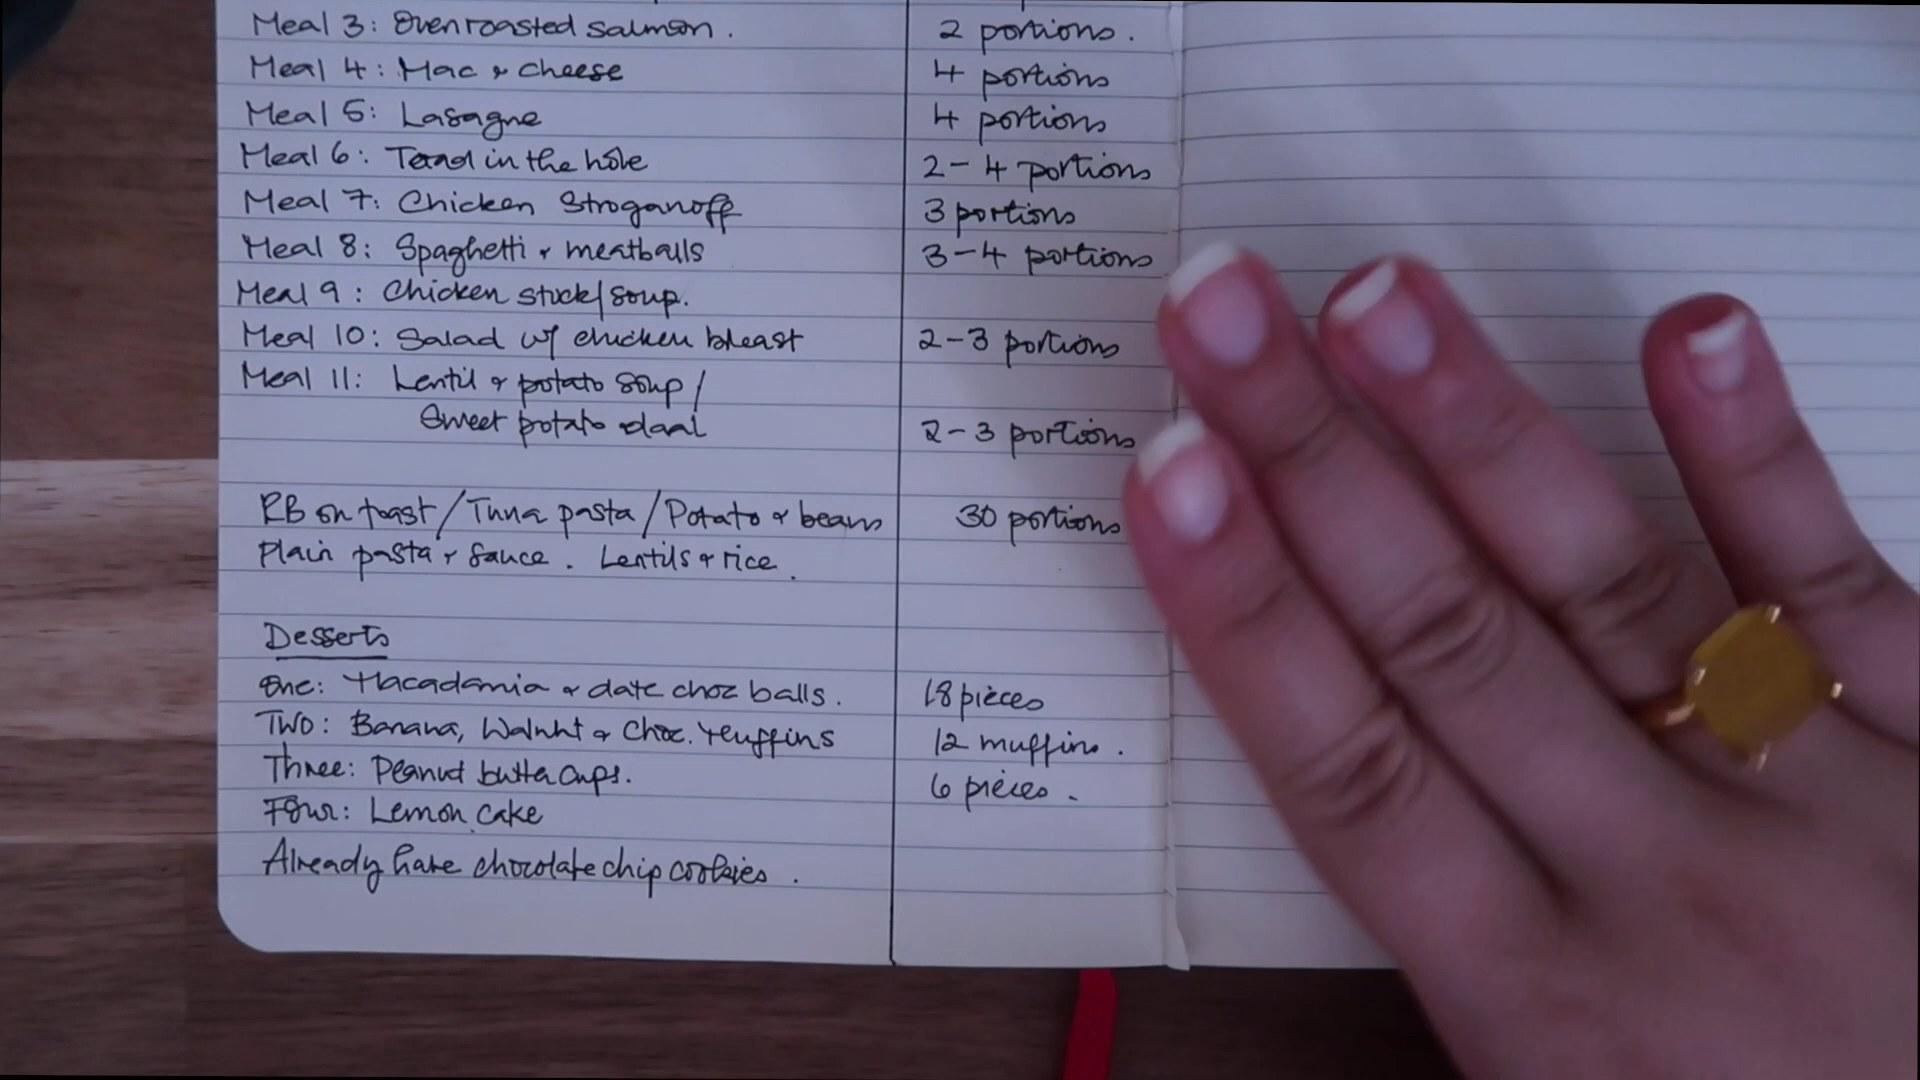 Meal 3: Oven roasted salmon. 2 portions.
Meal 4: Mac & cheese 4 portions
Meal 5: Lasagne 4 portions
Meal 6: Toad in the hole 2-4 portions
Meal 7: Chicken Stroganoff 3 portions
Meal 8: Spaghetti & meatballs 3-4 portions
Meal 9: Chicken stock/soup.
Meal 10: Salad w/ chicken breast 2-3 portions
Meal 11: Lentil & potato soup/
Sweet potato daal 2-3 portions
RB on toast/Tuna pasta/Potato & beans 30 portions
Plain pasta & sauce. Lentils & rice.
Desserts
One: Macadamia & date choc balls. 18 pieces
Two: Banana, Walnut & Choc. Muffins 12 muffins.
Three: Peanut butter cups. 6 pieces.
Four: Lemon cake
Already have chocolate chip cookies.